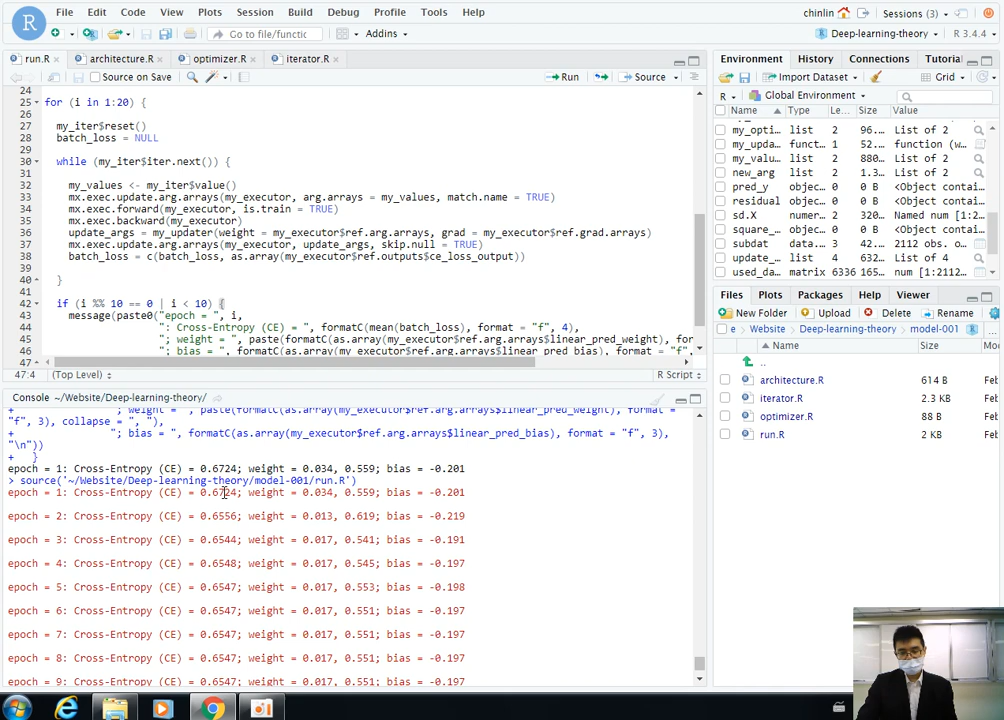 File Edit Code View Plots Session Build Debug Profile Tools Help
chinlin Sessions (3)
Go to file/functic Addins
Deep-learning-theory R 3.4.4
run.R architecture.R optimizer.R iterator.R
Source on Save Run Source
24
25 for (i in 1:20) {
26
27 my_iter$reset()
28 batch_loss = NULL
29
30 while (my_iter$iter.next()) {
31
32 my_values <- my_iter$value()
33 mx.exec.update.arg.arrays(my_executor, arg.arrays = my_values, match.name = TRUE)
34 mx.exec.forward(my_executor, is.train = TRUE)
35 mx.exec.backward(my_executor)
36 update_args = my_updater(weight = my_executor$ref.arg.arrays, grad = my_executor$ref.grad.arrays)
37 mx.exec.update.arg.arrays(my_executor, update_args, skip.null = TRUE)
38 batch_loss = c(batch_loss, as.array(my_executor$ref.outputs$ce_loss_output))
39
40 }
41
42 if (i %% 10 == 0 | i < 10) {
43 message(paste0("epoch = ", i,
44 ": Cross-Entropy (CE) = ", formatC(mean(batch_loss), format = "f", 4),
45 "; weight = ", paste(formatC(as.array(my_executor$ref.arg.arrays$linear_pred_weight), for
46 "; bias = ", formatC(as.array(my_executor$ref.arg.arrays$linear_pred_bias), format = "f",
47
47:4 (Top Level) R Script
Console ~/Website/Deep-learning-theory/
+ "; weight = ", paste(formatC(as.array(my_executor$ref.arg.arrays$linear_pred_weight), format =
"f", 3), collapse = ", "),
+ "; bias = ", formatC(as.array(my_executor$ref.arg.arrays$linear_pred_bias), format = "f", 3),
"\n"))
+ }
epoch = 1: Cross-Entropy (CE) = 0.6724; weight = 0.034, 0.559; bias = -0.201
> source('~/Website/Deep-learning-theory/model-001/run.R')
epoch = 1: Cross-Entropy (CE) = 0.6724; weight = 0.034, 0.559; bias = -0.201
epoch = 2: Cross-Entropy (CE) = 0.6556; weight = 0.013, 0.619; bias = -0.219
epoch = 3: Cross-Entropy (CE) = 0.6544; weight = 0.017, 0.541; bias = -0.191
epoch = 4: Cross-Entropy (CE) = 0.6548; weight = 0.017, 0.545; bias = -0.197
epoch = 5: Cross-Entropy (CE) = 0.6547; weight = 0.017, 0.553; bias = -0.198
epoch = 6: Cross-Entropy (CE) = 0.6547; weight = 0.017, 0.551; bias = -0.197
epoch = 7: Cross-Entropy (CE) = 0.6547; weight = 0.017, 0.551; bias = -0.197
epoch = 8: Cross-Entropy (CE) = 0.6547; weight = 0.017, 0.551; bias = -0.197
epoch = 9: Cross-Entropy (CE) = 0.6547; weight = 0.017, 0.551; bias = -0.197
Environment History Connections Tutorial
Import Dataset Grid
R Global Environment
Name Type Le... Size Value
my_opti... list 2 96... List of 2
my_upda... func... 1 52... function (w...
my_valu... list 2 880... List of 2
new_arg list 2 1.3... List of 2
pred_y objec... 0 0 B <Object contai...
residual objec... 0 0 B <Object contai...
sd.X numer... 2 320... Named num [1:2...
square_... objec... 0 0 B <Object contai...
subdat data.... 3 42... 2112 obs. o...
update_... list 4 632... List of 4
used_da... matrix 6336 165... num [1:2112...
Files Plots Packages Help Viewer
New Folder Upload Delete Rename
e Website Deep-learning-theory model-001 ...
Name Size Moc
..
architecture.R 614 B Dec
iterator.R 2.3 KB Dec
optimizer.R 88 B Dec
run.R 2 KB Dec